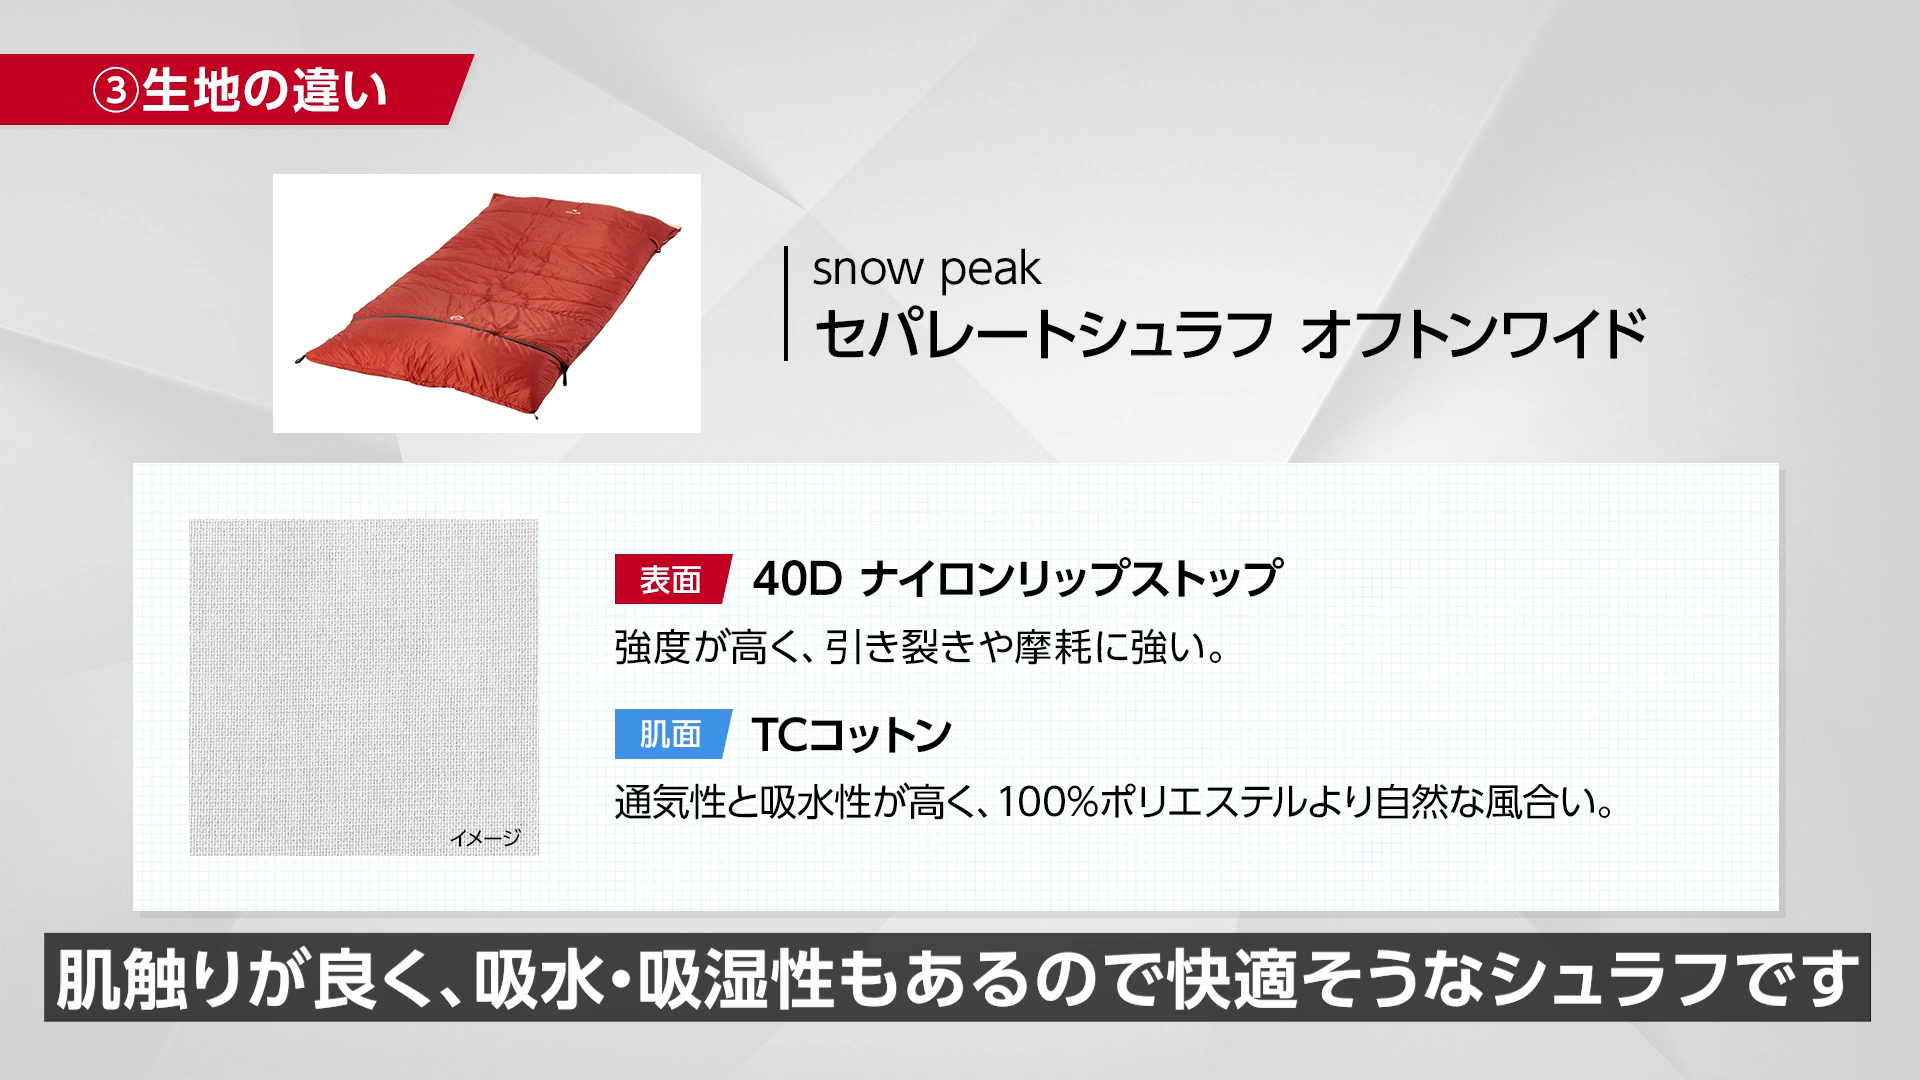 ③生地の違い
snow peak
セパレートシュラフ オフトンワイド
表面 40D ナイロンリップストップ
強度が高く、引き裂きや摩耗に強い。
肌面 TCコットン
通気性と吸水性が高く、100%ポリエステルより自然な風合い。
イメージ
肌触りが良く、吸水・吸湿性もあるので快適そうなシュラフです